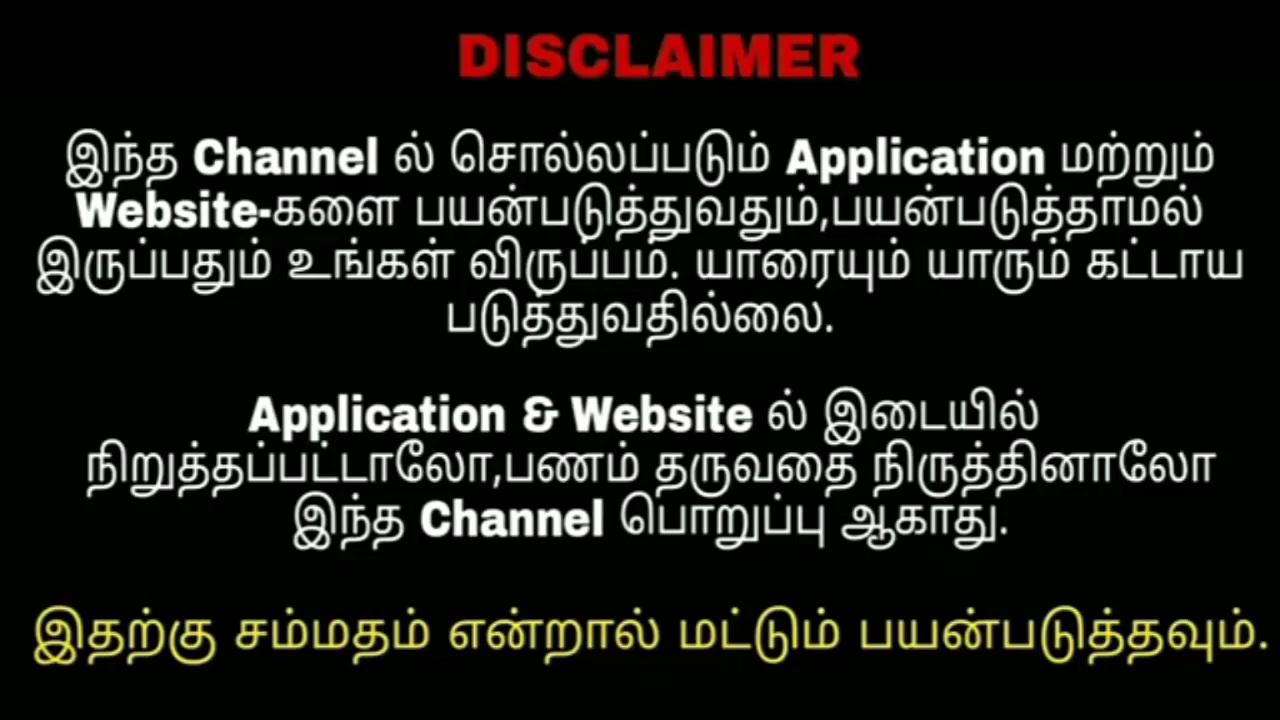 DISCLAIMER
இந்த Channel ல் சொல்லப்படும் Application மற்றும்
Website-களை பயன்படுத்துவதும்,பயன்படுத்தாமல்
இருப்பதும் உங்கள் விருப்பம். யாரையும் யாரும் கட்டாய
படுத்துவதில்லை.
Application & Website ல் இடையில்
நிறுத்தப்பட்டாலோ,பணம் தருவதை நிருத்தினாலோ
இந்த Channel பொறுப்பு ஆகாது.
இதற்கு சம்மதம் என்றால் மட்டும் பயன்படுத்தவும்.